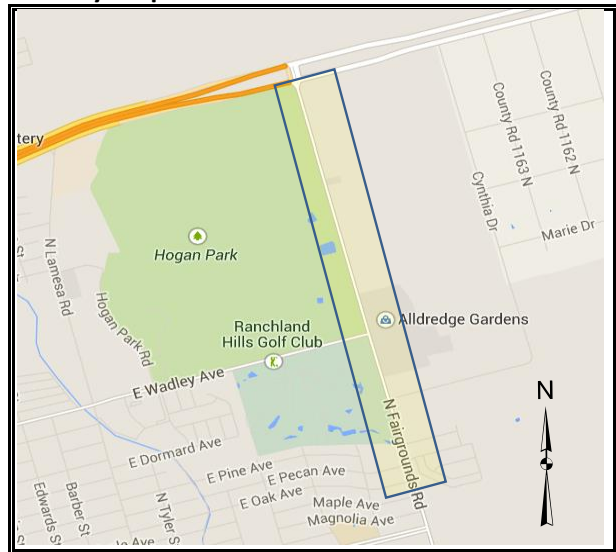 tery
County Rd 1162 N
County Rd 1163 N
Cynthia Dr
Marie Dr
N Lamesa Rd
Hogan Park
Hogan Park Rd
Ranchland
Hills Golf Club
Alldredge Gardens
E Wadley Ave
N
N Fairgrounds Rd
E Dormard Ave
E Pine Ave
E Pecan Ave
E Oak Ave
Maple Ave
Magnolia Ave
Edwards St
Barber St
N Tyler S